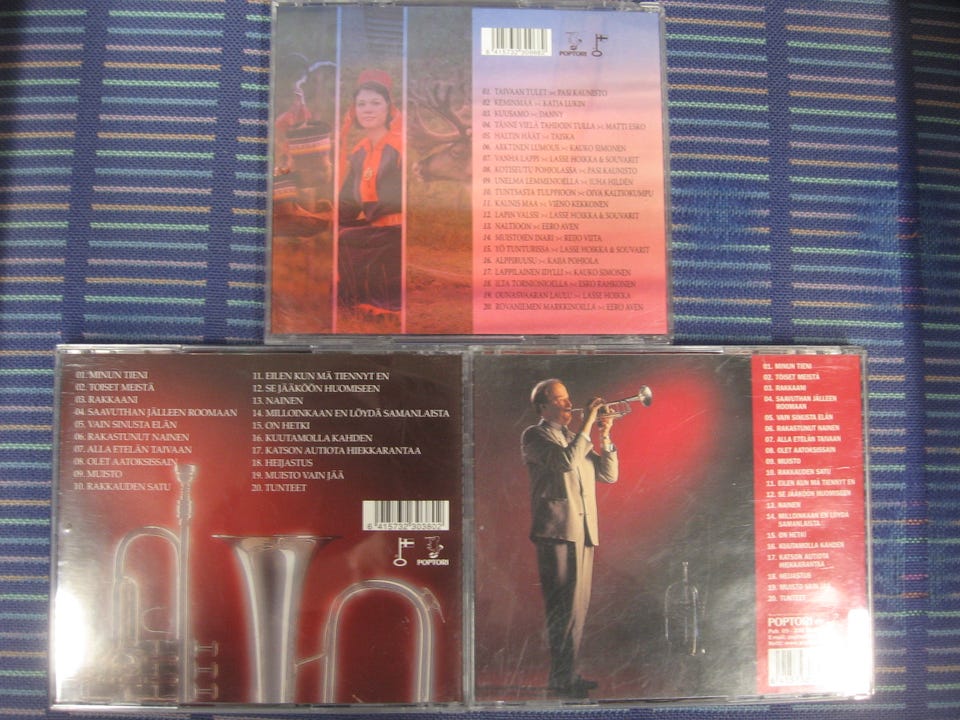 POPTORI
01. TAIVAAN TULET >< PASI KAUNISTO
02. KEMINMAA >< KATJA LUKIN
03. KUUSAMO >< DANNY
04. TÄNNE VIELÄ TAHDOIN TULLA >< MATTI ESKO
05. HALTIN HÄÄT >< TAISKA
06. ARKTINEN LUMOUS >< KAUKO SIMONEN
07. VANHA LAPPI >< LASSE HOIKKA & SOUVARIT
08. KOTISEUTU POHJOLASSA >< PASI KAUNISTO
09. UNELMA LEMMENJOELLA >< JUHA HILDEN
10. TUNTSASTA TULPPIOON >< OIVA KALTIOKUMPU
11. KAUNIS MAA >< VIENO KEKKONEN
12. LAPIN VALSSI >< LASSE HOIKKA & SOUVARIT
13. NALTIOON >< EERO AVEN
14. MUISTOJEN INARI >< REIJO VIITA
15. YÖ TUNTURISSA >< LASSE HOIKKA & SOUVARIT
16. ALPPIRUUSU >< KAIJA POHJOLA
17. LAPPILAINEN IDYLLI >< KAUKO SIMONEN
18. ILTA TORNIONJOELLA >< ESKO RAHKONEN
19. OUNASVAARAN LAULU >< LASSE HOIKKA
20. ROVANIEMEN MARKKINOILLA >< EERO AVEN
01. MINUN TIENI
02. TOISET MEISTÄ
03. RAKKAANI
04. SAAVUTHAN JÄLLEEN ROOMAAN
05. VAIN SINUSTA ELÄN
06. RAKASTUNUT NAINEN
07. ALLA ETELÄN TAIVAAN
08. OLET AATOKSISSAIN
09. MUISTO
10. RAKKAUDEN SATU
11. EILEN KUN MÄ TIENNYT EN
12. SE JÄÄKÖÖN HUOMISEEN
13. NAINEN
14. MILLOINKAAN EN LÖYDÄ SAMANLAISTA
15. ON HETKI
16. KUUTAMOLLA KAHDEN
17. KATSON AUTIOTA HIEKKARANTAA
18. HEIJASTUS
19. MUISTO VAIN JÄÄ
20. TUNTEET
6 415732 303802
POPTORI
01. MINUN TIENI
02. TOISET MEISTÄ
03. RAKKAANI
04. SAAVUTHAN JÄLLEEN
ROOMAAN
05. VAIN SINUSTA ELÄN
06. RAKASTUNUT NAINEN
07. ALLA ETELÄN TAIVAAN
08. OLET AATOKSISSAIN
09. MUISTO
10. RAKKAUDEN SATU
11. EILEN KUN MÄ TIENNYT EN
12. SE JÄÄKÖÖN HUOMISEEN
13. NAINEN
14. MILLOINKAAN EN LÖYDÄ
SAMANLAISTA
15. ON HETKI
16. KUUTAMOLLA KAHDEN
17. KATSON AUTIOTA
HIEKKARANTAA
18. HEIJASTUS
19. MUISTO VAIN JÄÄ
20. TUNTEET
POPTORI